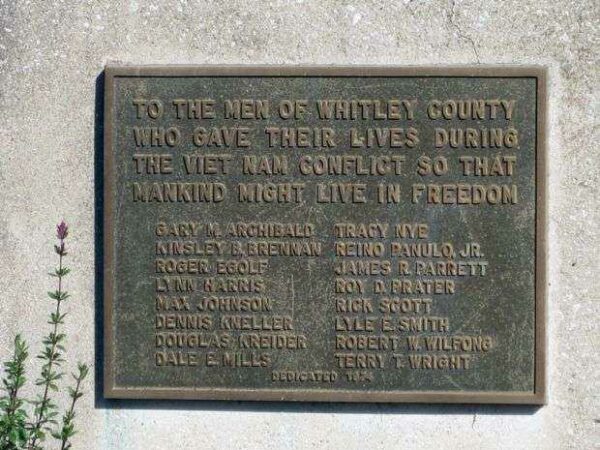 TO THE MEN OF WHITLEY COUNTY
WHO GAVE THEIR LIVES DURING
THE VIET NAM CONFLICT SO THAT
MANKIND MIGHT LIVE IN FREEDOM
GARY M. ARCHIBALD TRACY NYE
KINSLEY B. BRENNAN REINO PANULO, JR.
ROGER EGOLF JAMES R. PARRETT
LYNN HARRIS ROY D. PRATER
MAX JOHNSON RICK SCOTT
DENNIS KNELLER LYLE E. SMITH
DOUGLAS KREIDER ROBERT W. WILFONG
DALE E. MILLS TERRY T. WRIGHT
DEDICATED